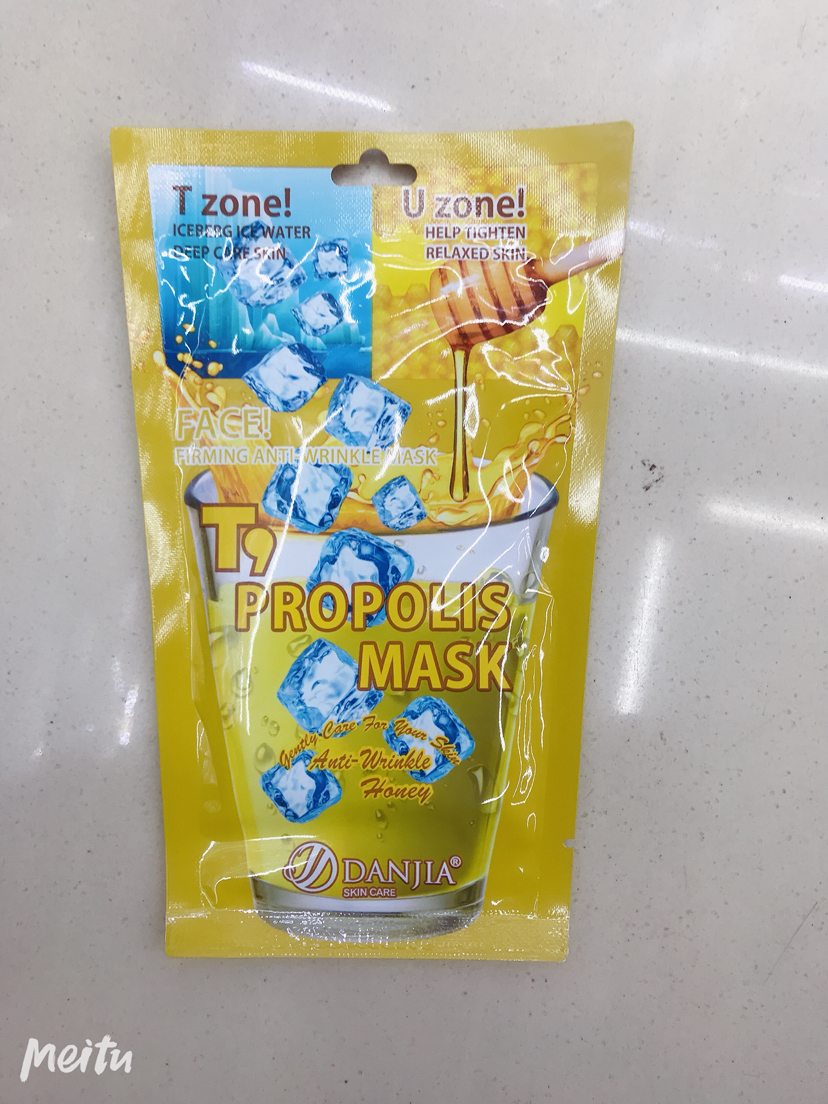 T zone!
ICEBERG ICE WATER
DEEP CARE SKIN
U zone!
HELP TIGHTEN
RELAXED SKIN
FACE!
FIRMING ANTI-WRINKLE MASK
T9
PROPOLIS
MASK
Gently Care For Your Skin
Anti-Wrinkle
Honey
DANJIA®
SKIN CARE
meitu